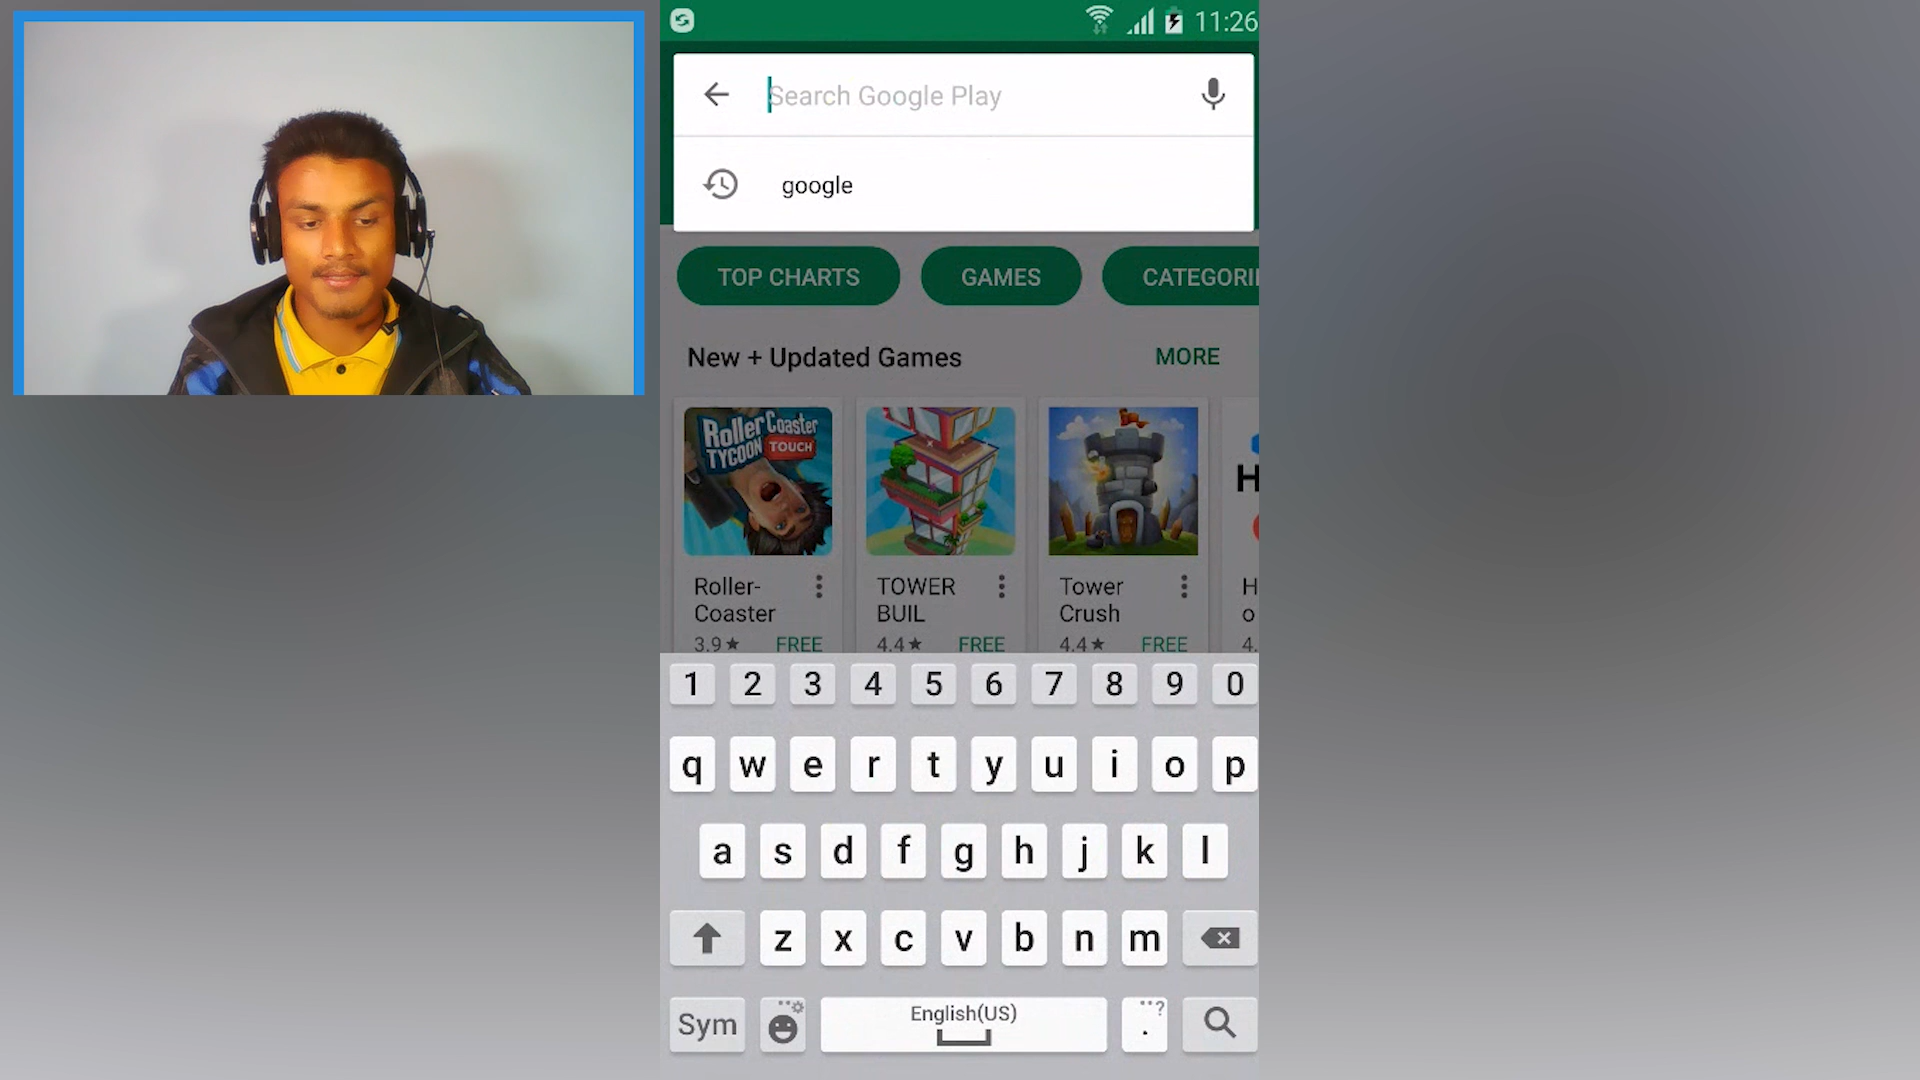 11:26
Search Google Play
google
TOP CHARTS GAMES CATEGORI
New + Updated Games MORE
RollerCoaster
TYCOON TOUCH
H
Roller-
Coaster
3.9★ FREE
TOWER
BUIL
4.4★ FREE
Tower
Crush
4.4★ FREE
H
o
4.
1 2 3 4 5 6 7 8 9 0
q w e r t y u i o p
a s d f g h j k l
z x c v b n m
Sym English(US) . ?